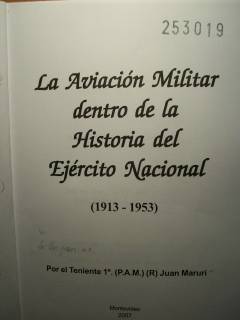 253019
La Aviación Militar
dentro de la
Historia del
Ejército Nacional
(1913 - 1953)
Por el Teniente 1º. (P.A.M.) (R) Juan Maruri
Montevideo
2007